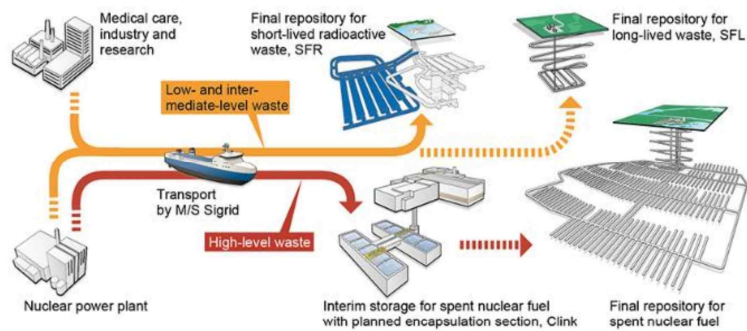 Medical care,
industry and
research
Final repository for
short-lived radioactive
waste, SFR
Final repository for
long-lived waste, SFL
Low- and inter-
mediate-level waste
Transport
by M/S Sigrid
High-level waste
Nuclear power plant
Interim storage for spent nuclear fuel
with planned encapsulation section, Clink
Final repository for
spent nuclear fuel